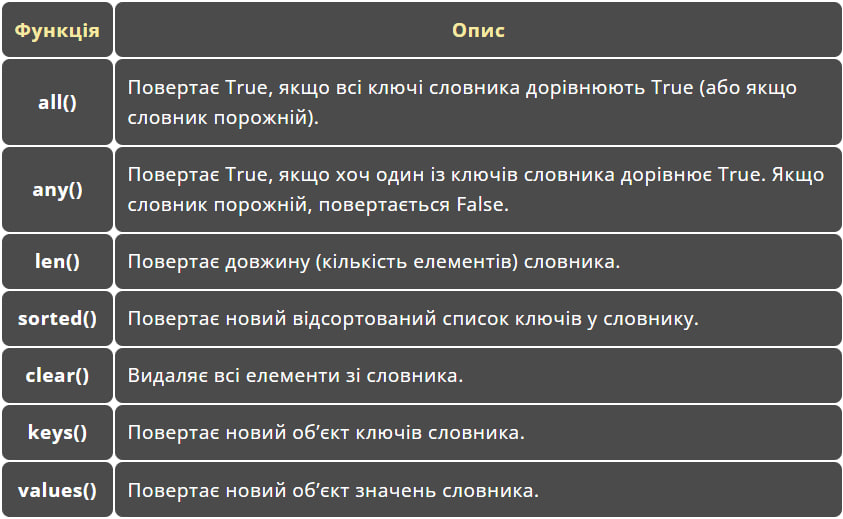 Функція Опис
all() Повертає True, якщо всі ключі словника дорівнюють True (або якщо
словник порожній).
any() Повертає True, якщо хоч один із ключів словника дорівнює True. Якщо
словник порожній, повертається False.
len() Повертає довжину (кількість елементів) словника.
sorted() Повертає новий відсортований список ключів у словнику.
clear() Видаляє всі елементи зі словника.
keys() Повертає новий об’єкт ключів словника.
values() Повертає новий об’єкт значень словника.